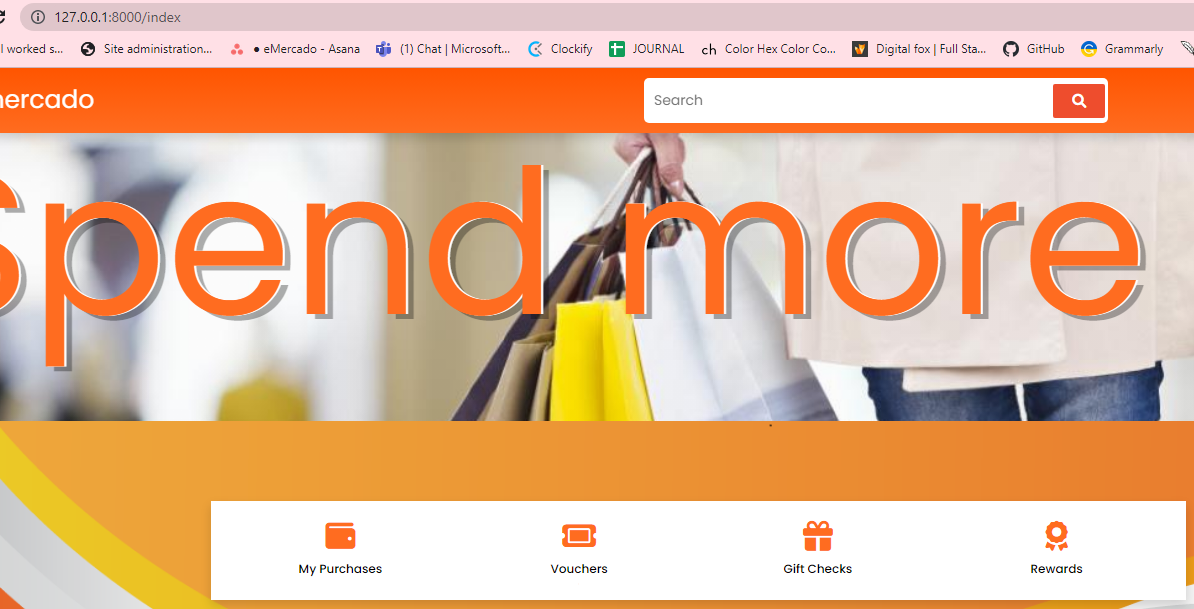 127.0.0.1:8000/index
I worked s... Site administration... ● eMercado - Asana (1) Chat | Microsoft... Clockify JOURNAL Color Hex Color Co... Digital fox | Full Sta... GitHub Grammarly
mercado Search
Spend more
My Purchases Vouchers Gift Checks Rewards